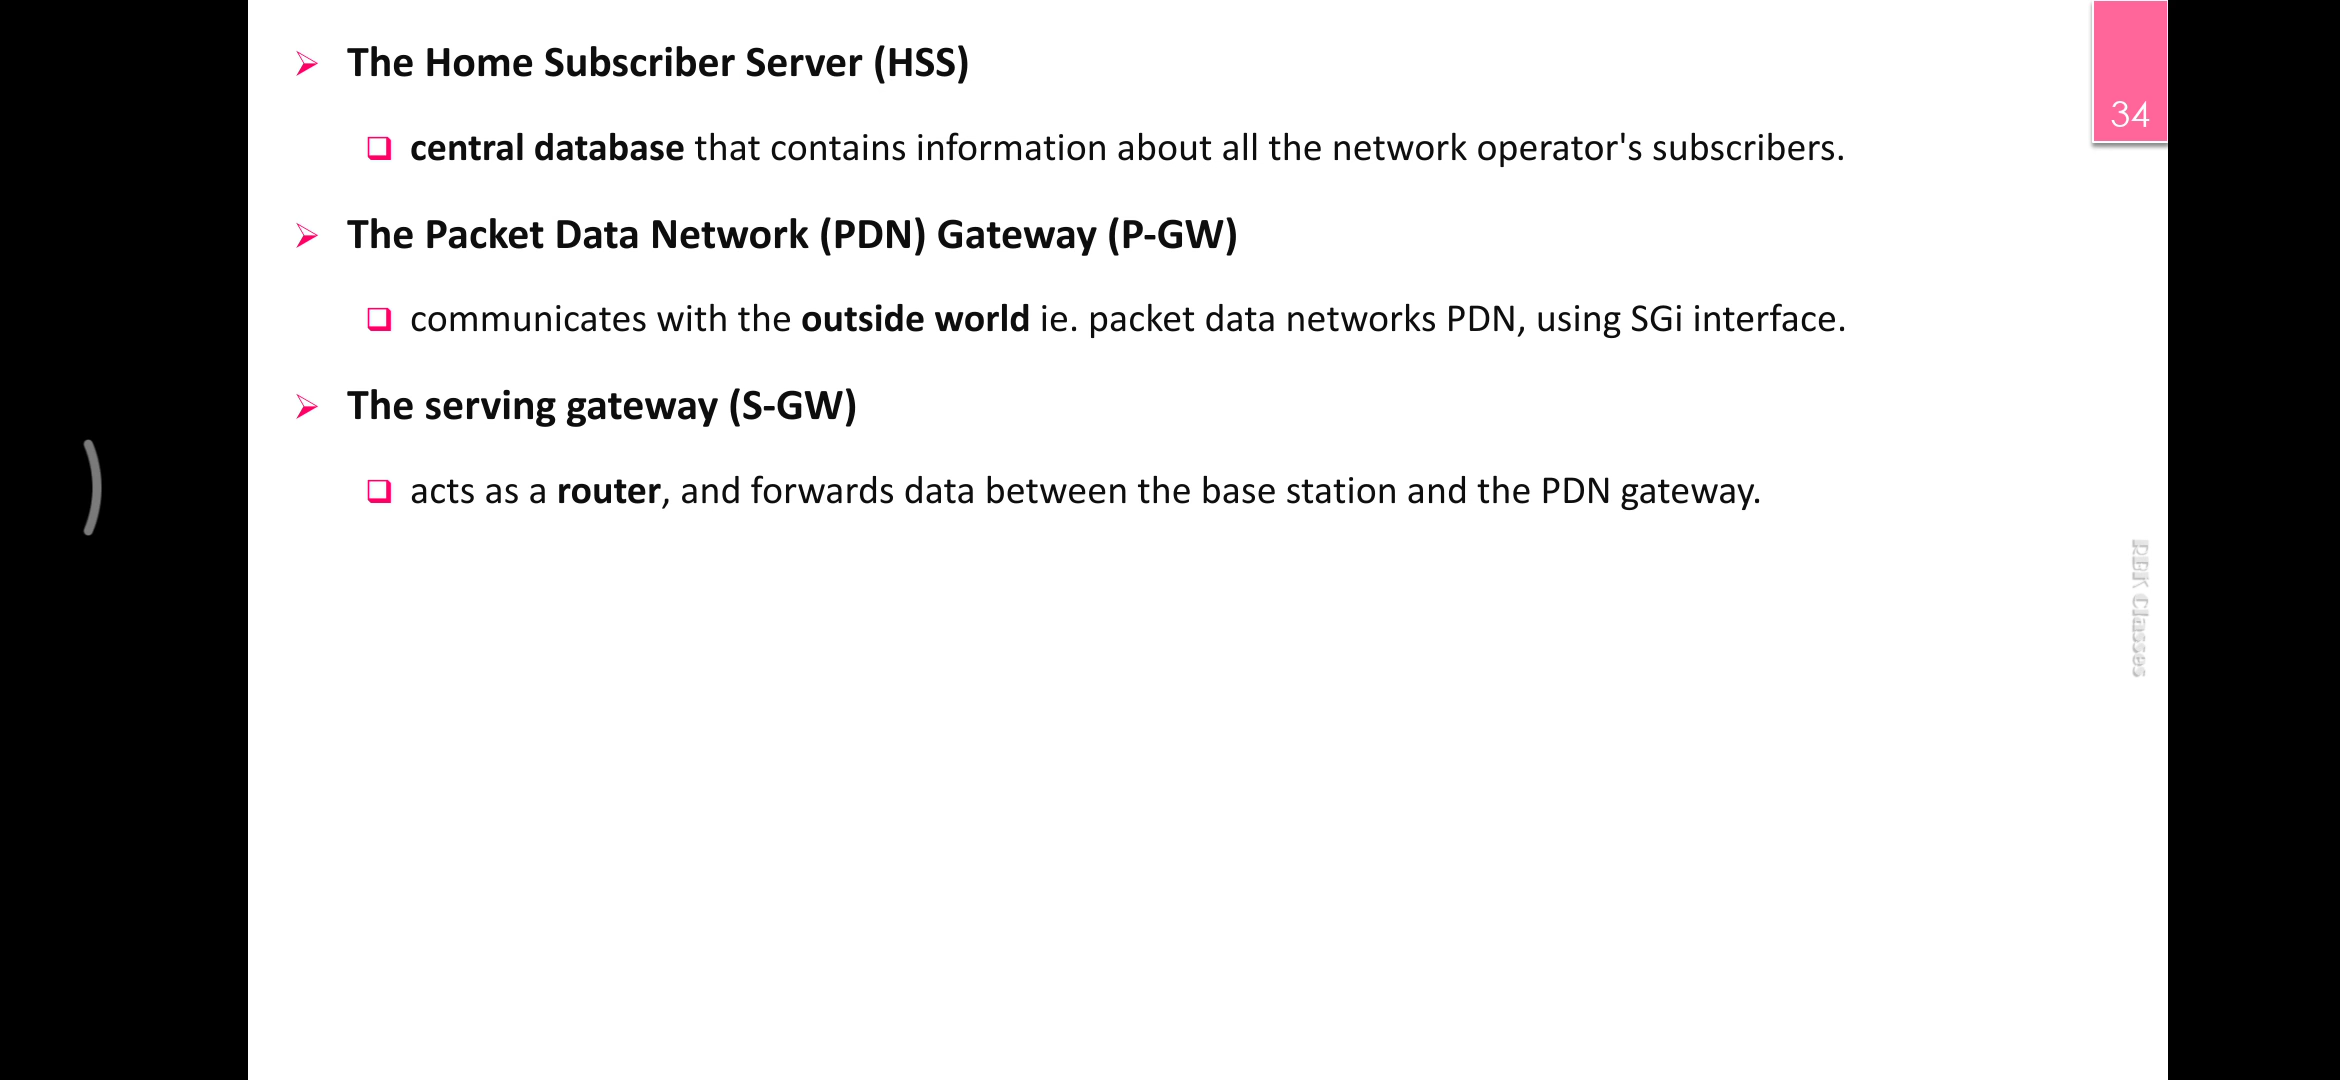 The Home Subscriber Server (HSS)
central database that contains information about all the network operator's subscribers.
The Packet Data Network (PDN) Gateway (P-GW)
communicates with the outside world ie. packet data networks PDN, using SGi interface.
The serving gateway (S-GW)
acts as a router, and forwards data between the base station and the PDN gateway.
34
Classes